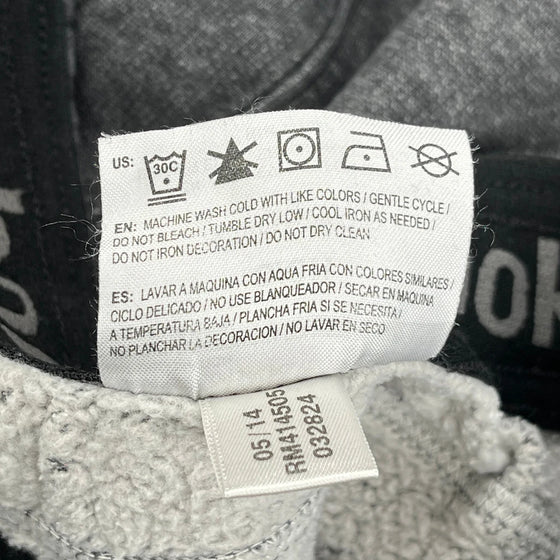 US:
30C
EN: MACHINE WASH COLD WITH LIKE COLORS / GENTLE CYCLE /
DO NOT BLEACH / TUMBLE DRY LOW / COOL IRON AS NEEDED /
DO NOT IRON DECORATION / DO NOT DRY CLEAN
ES: LAVAR A MAQUINA CON AQUA FRIA CON COLORES SIMILARES /
CICLO DELICADO / NO USE BLANQUEADOR / SECAR EN MAQUINA
A TEMPERATURA BAJA / PLANCHA FRIA SI SE NECESITA /
NO PLANCHAR LA DECORACION / NO LAVAR EN SECO
05/14
RM414505
032824